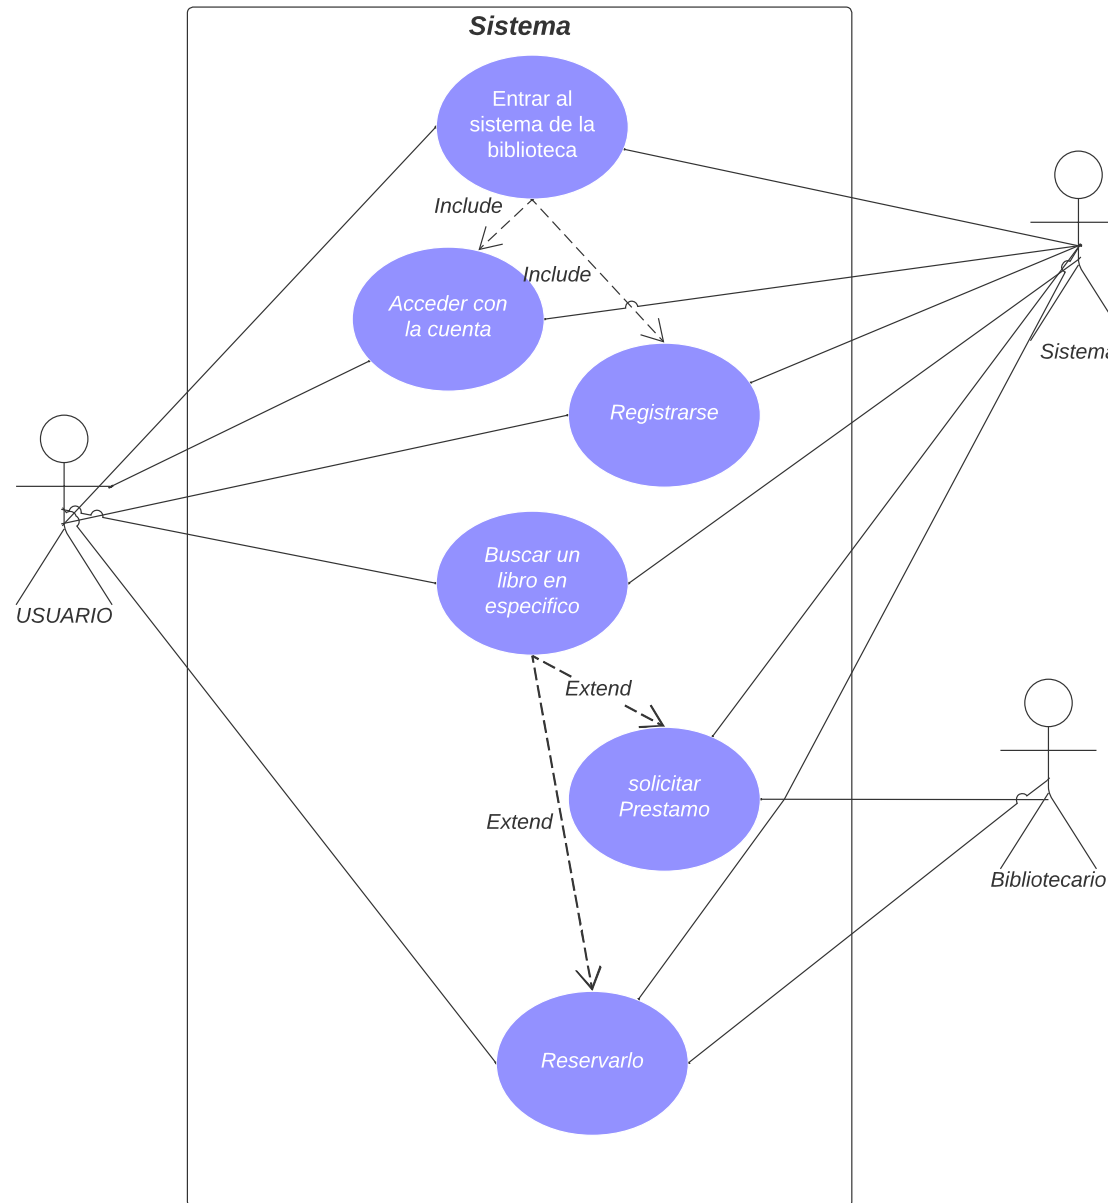 Sistema
Entrar al
sistema de la
biblioteca
Include
Include
Acceder con
la cuenta
Sistema
Registrarse
Buscar un
libro en
especifico
USUARIO
Extend
solicitar
Prestamo
Extend
Bibliotecario
Reservarlo